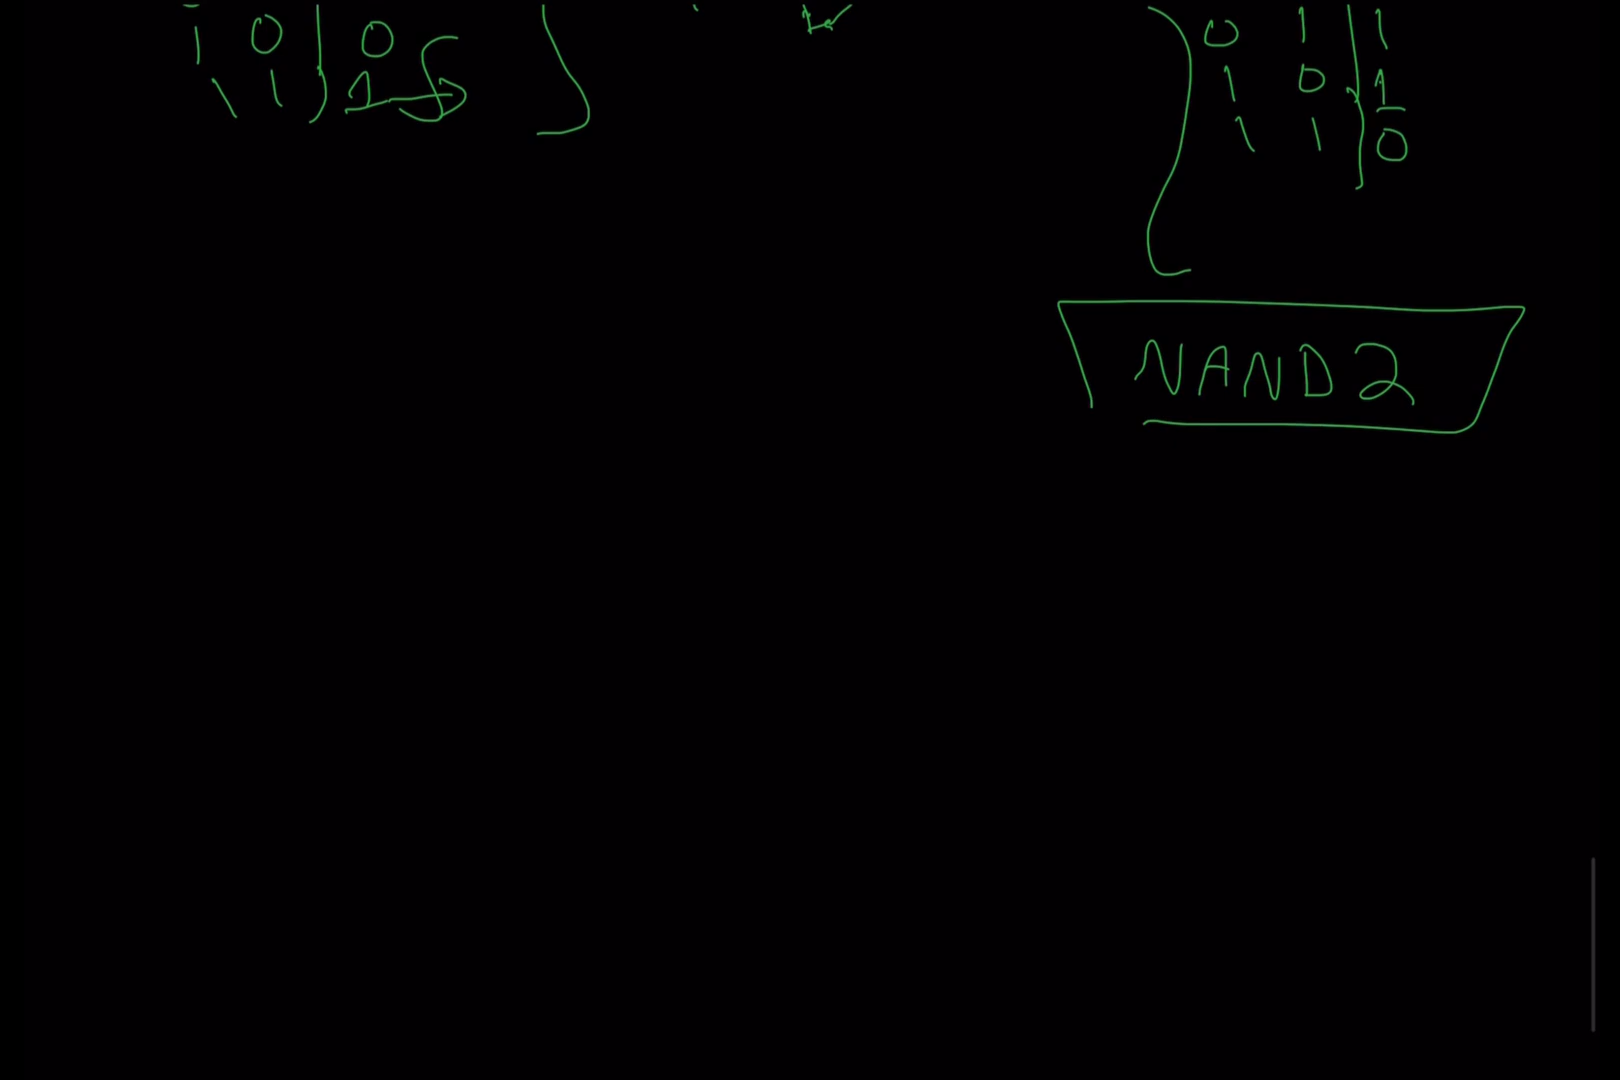 1 0 | 0
1 1 | 1
0 1 | 1
1 0 | 1
1 1 | 0
NAND2